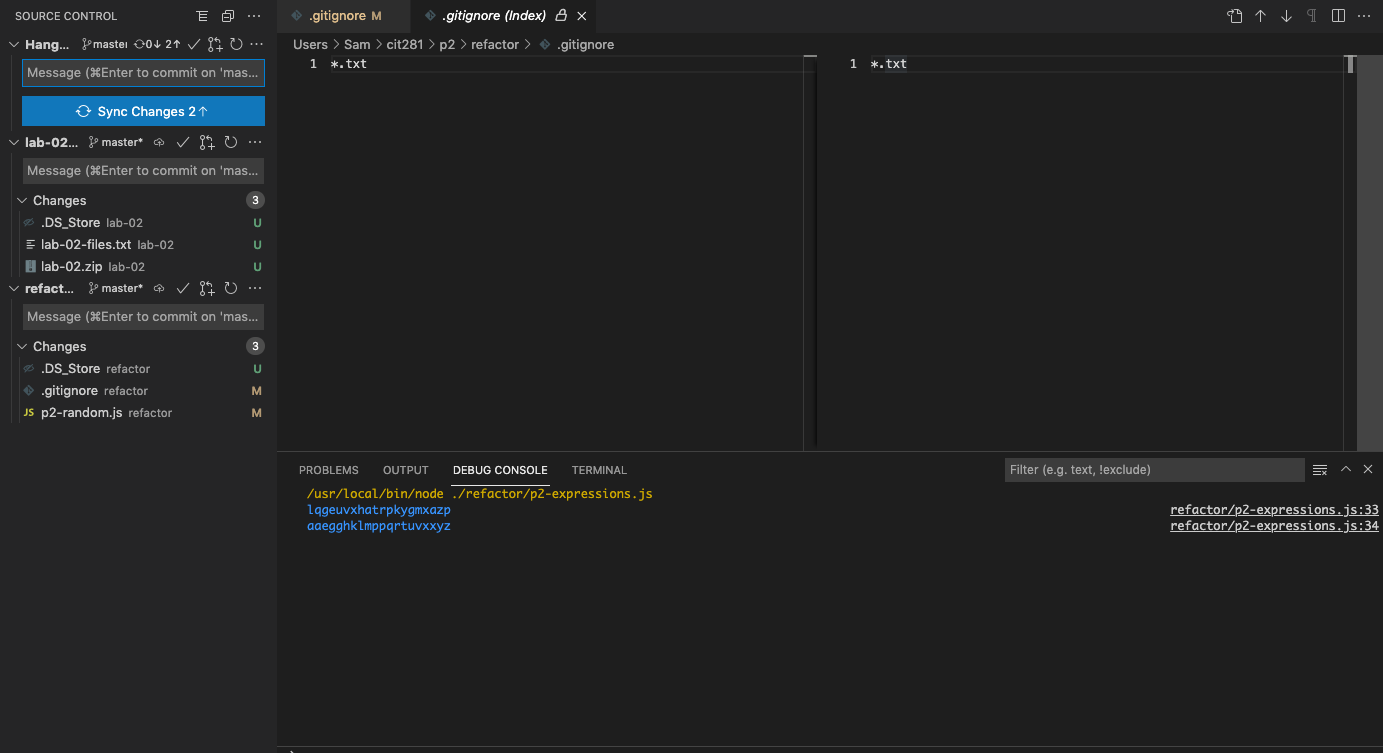 SOURCE CONTROL
Hang... master 0↓ 2↑
Message (⌘Enter to commit on 'mas...
Sync Changes 2↑
lab-02... master*
Message (⌘Enter to commit on 'mas...
Changes 3
.DS_Store lab-02 U
lab-02-files.txt lab-02 U
lab-02.zip lab-02 U
refact... master*
Message (⌘Enter to commit on 'mas...
Changes 3
.DS_Store refactor U
.gitignore refactor M
JS p2-random.js refactor M
.gitignore M
.gitignore (Index)
Users > Sam > cit281 > p2 > refactor > .gitignore
1 *.txt
1 *.txt
PROBLEMS OUTPUT DEBUG CONSOLE TERMINAL Filter (e.g. text, !exclude)
/usr/local/bin/node ./refactor/p2-expressions.js
lqgeuvxhatrpkygmxazp refactor/p2-expressions.js:33
aaegghklmppqrtuvxxyz refactor/p2-expressions.js:34